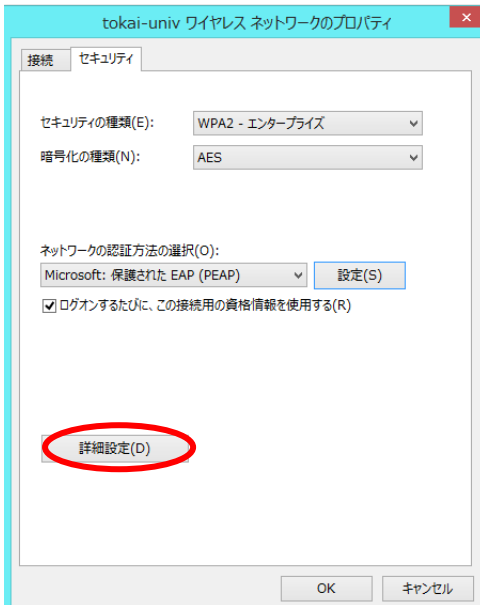 tokai-univ ワイヤレス ネットワークのプロパティ
接続 セキュリティ
セキュリティの種類(E): WPA2 - エンタープライズ
暗号化の種類(N): AES
ネットワークの認証方法の選択(O):
Microsoft: 保護された EAP (PEAP) 設定(S)
ログオンするたびに、この接続用の資格情報を使用する(R)
詳細設定(D)
OK キャンセル